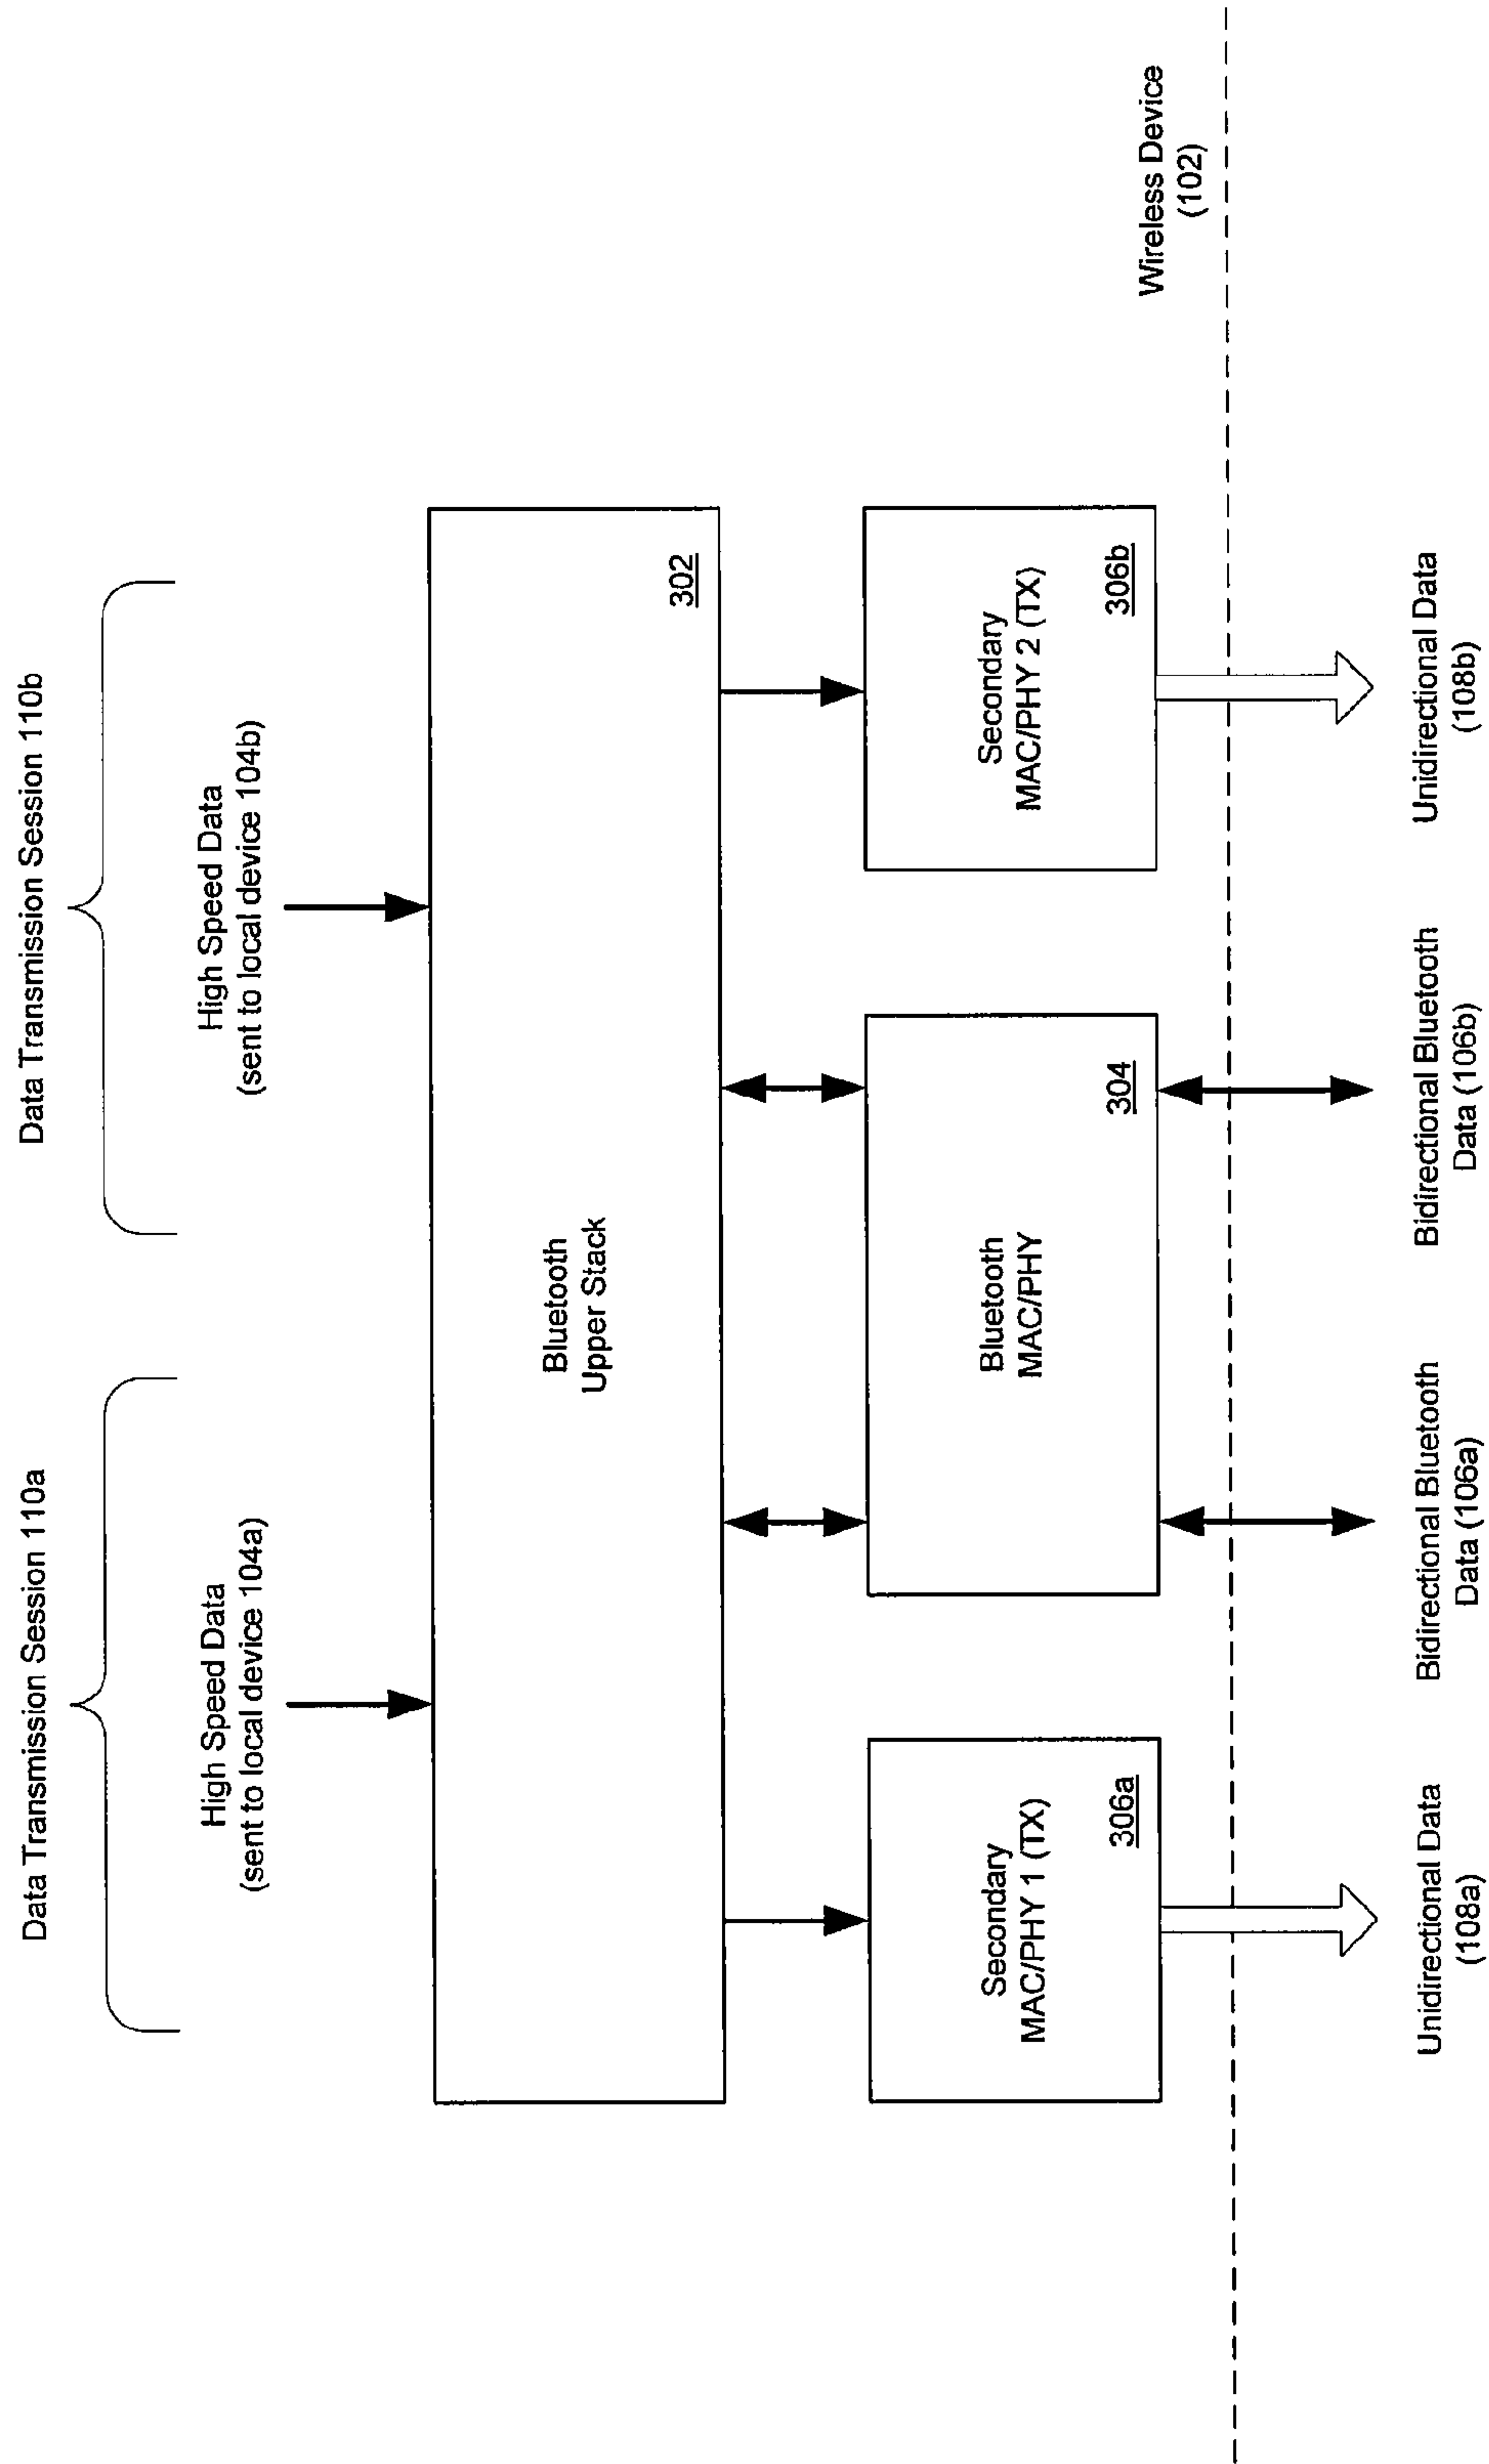 Data Transmission Session 110a
Data Transmission Session 110b
High Speed Data
(sent to local device 104a)
High Speed Data
(sent to local device 104b)
Bluetooth
Upper Stack
302
Secondary
MAC/PHY 1 (TX)
306a
Bluetooth
MAC/PHY
304
Secondary
MAC/PHY 2 (TX)
306b
Wireless Device
(102)
Unidirectional Data
(108a)
Bidirectional Bluetooth
Data (106a)
Bidirectional Bluetooth
Data (106b)
Unidirectional Data
(108b)